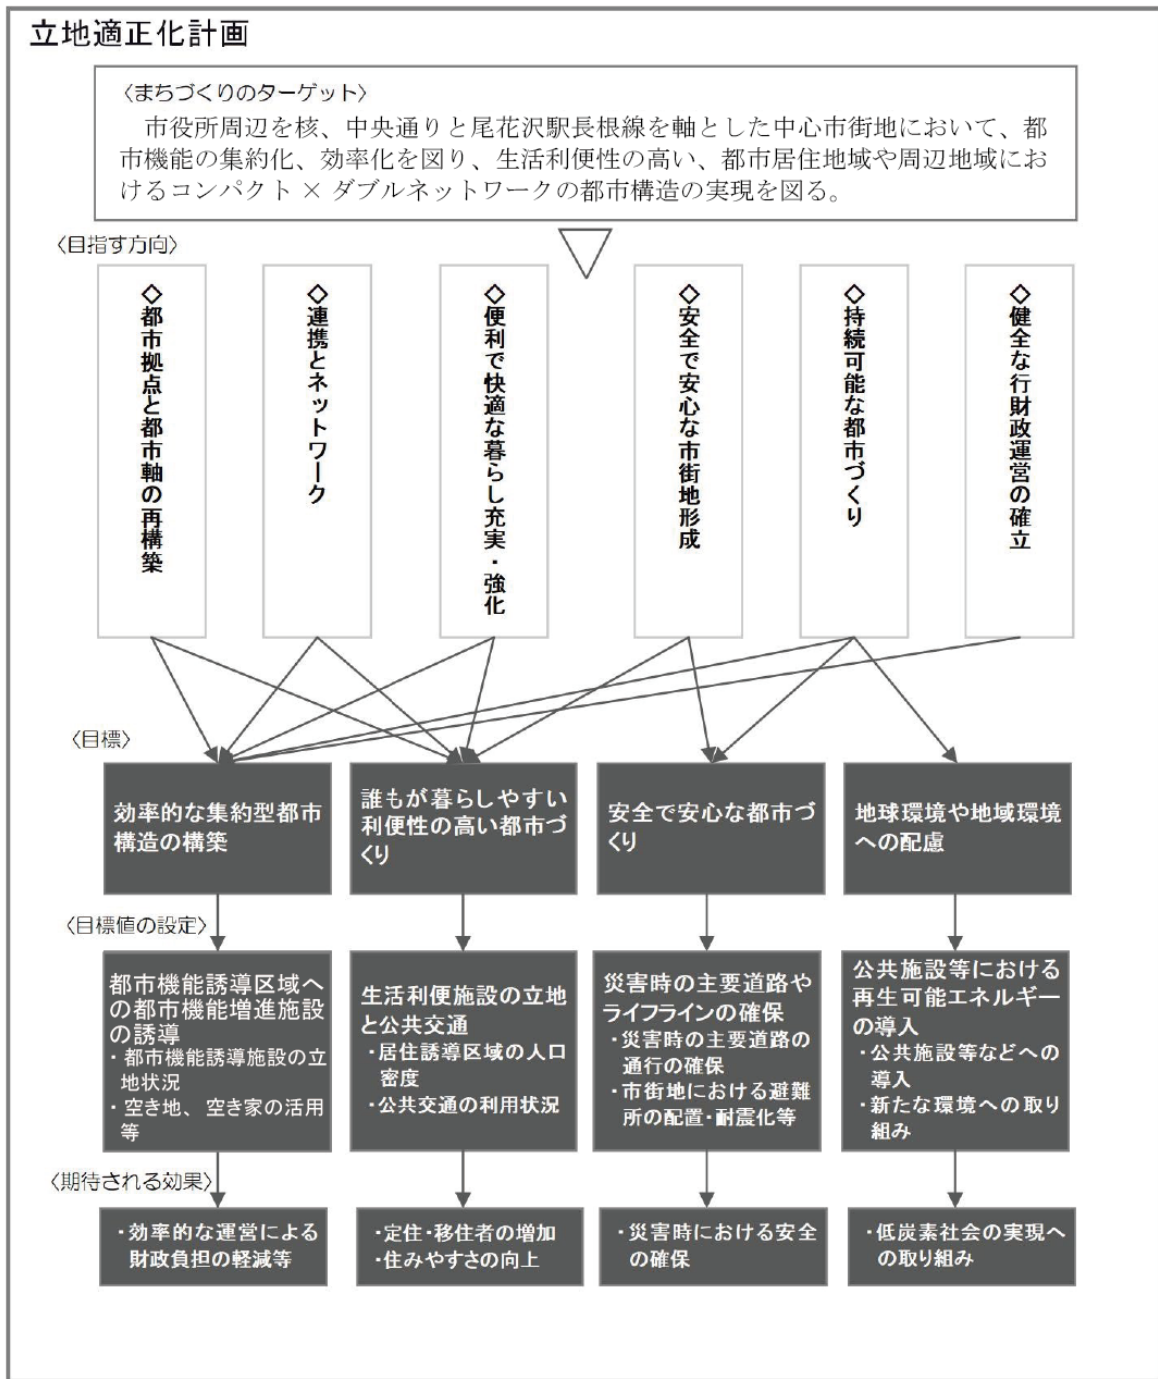 立地適正化計画
〈まちづくりのターゲット〉
市役所周辺を核、中央通りと尾花沢駅長根線を軸とした中心市街地において、都
市機能の集約化、効率化を図り、生活利便性の高い、都市居住地域や周辺地域にお
けるコンパクト × ダブルネットワークの都市構造の実現を図る。
〈目指す方向〉
◇都市拠点と都市軸の再構築
◇連携とネットワーク
◇便利で快適な暮らし充実・強化
◇安全で安心な市街地形成
◇持続可能な都市づくり
◇健全な行財政運営の確立
〈目標〉
効率的な集約型都市
構造の構築
誰もが暮らしやすい
利便性の高い都市づ
くり
安全で安心な都市づ
くり
地球環境や地域環境
への配慮
〈目標値の設定〉
都市機能誘導区域へ
の都市機能増進施設
の誘導
・都市機能誘導施設の立
地状況
・空き地、空き家の活用
等
生活利便施設の立地
と公共交通
・居住誘導区域の人口
密度
・公共交通の利用状況
災害時の主要道路や
ライフラインの確保
・災害時の主要道路の
通行の確保
・市街地における避難
所の配置・耐震化等
公共施設等における
再生可能エネルギー
の導入
・公共施設等などへの
導入
・新たな環境への取り
組み
〈期待される効果〉
・効率的な運営による
財政負担の軽減等
・定住・移住者の増加
・住みやすさの向上
・災害時における安全
の確保
・低炭素社会の実現へ
の取り組み